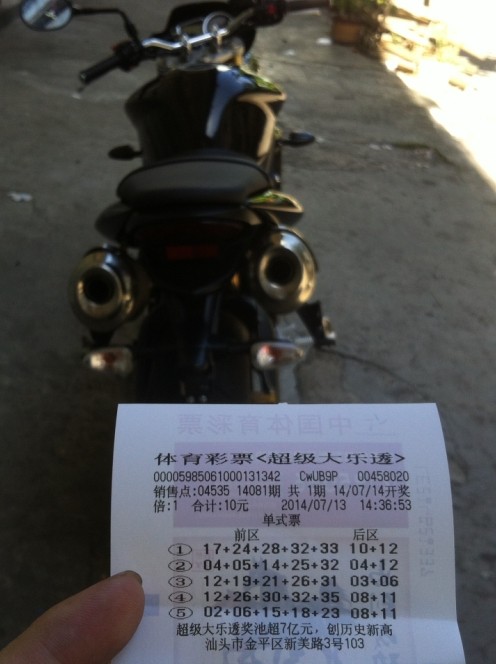 体育彩票<超级大乐透>
00005985061000131342 CwUB9P 00458020
销售点:04535 14081期 共 1期 14/07/14开奖
倍:1 合计:10元 2014/07/13 14:36:53
单式票
前区 后区
① 17+24+28+32+33 10+12
② 04+05+14+25+32 04+12
③ 12+19+21+26+31 03+06
④ 12+26+30+32+35 08+11
⑤ 02+06+15+18+23 08+11
超级大乐透奖池超7亿元，创历史新高
汕头市金平区新美路3号103